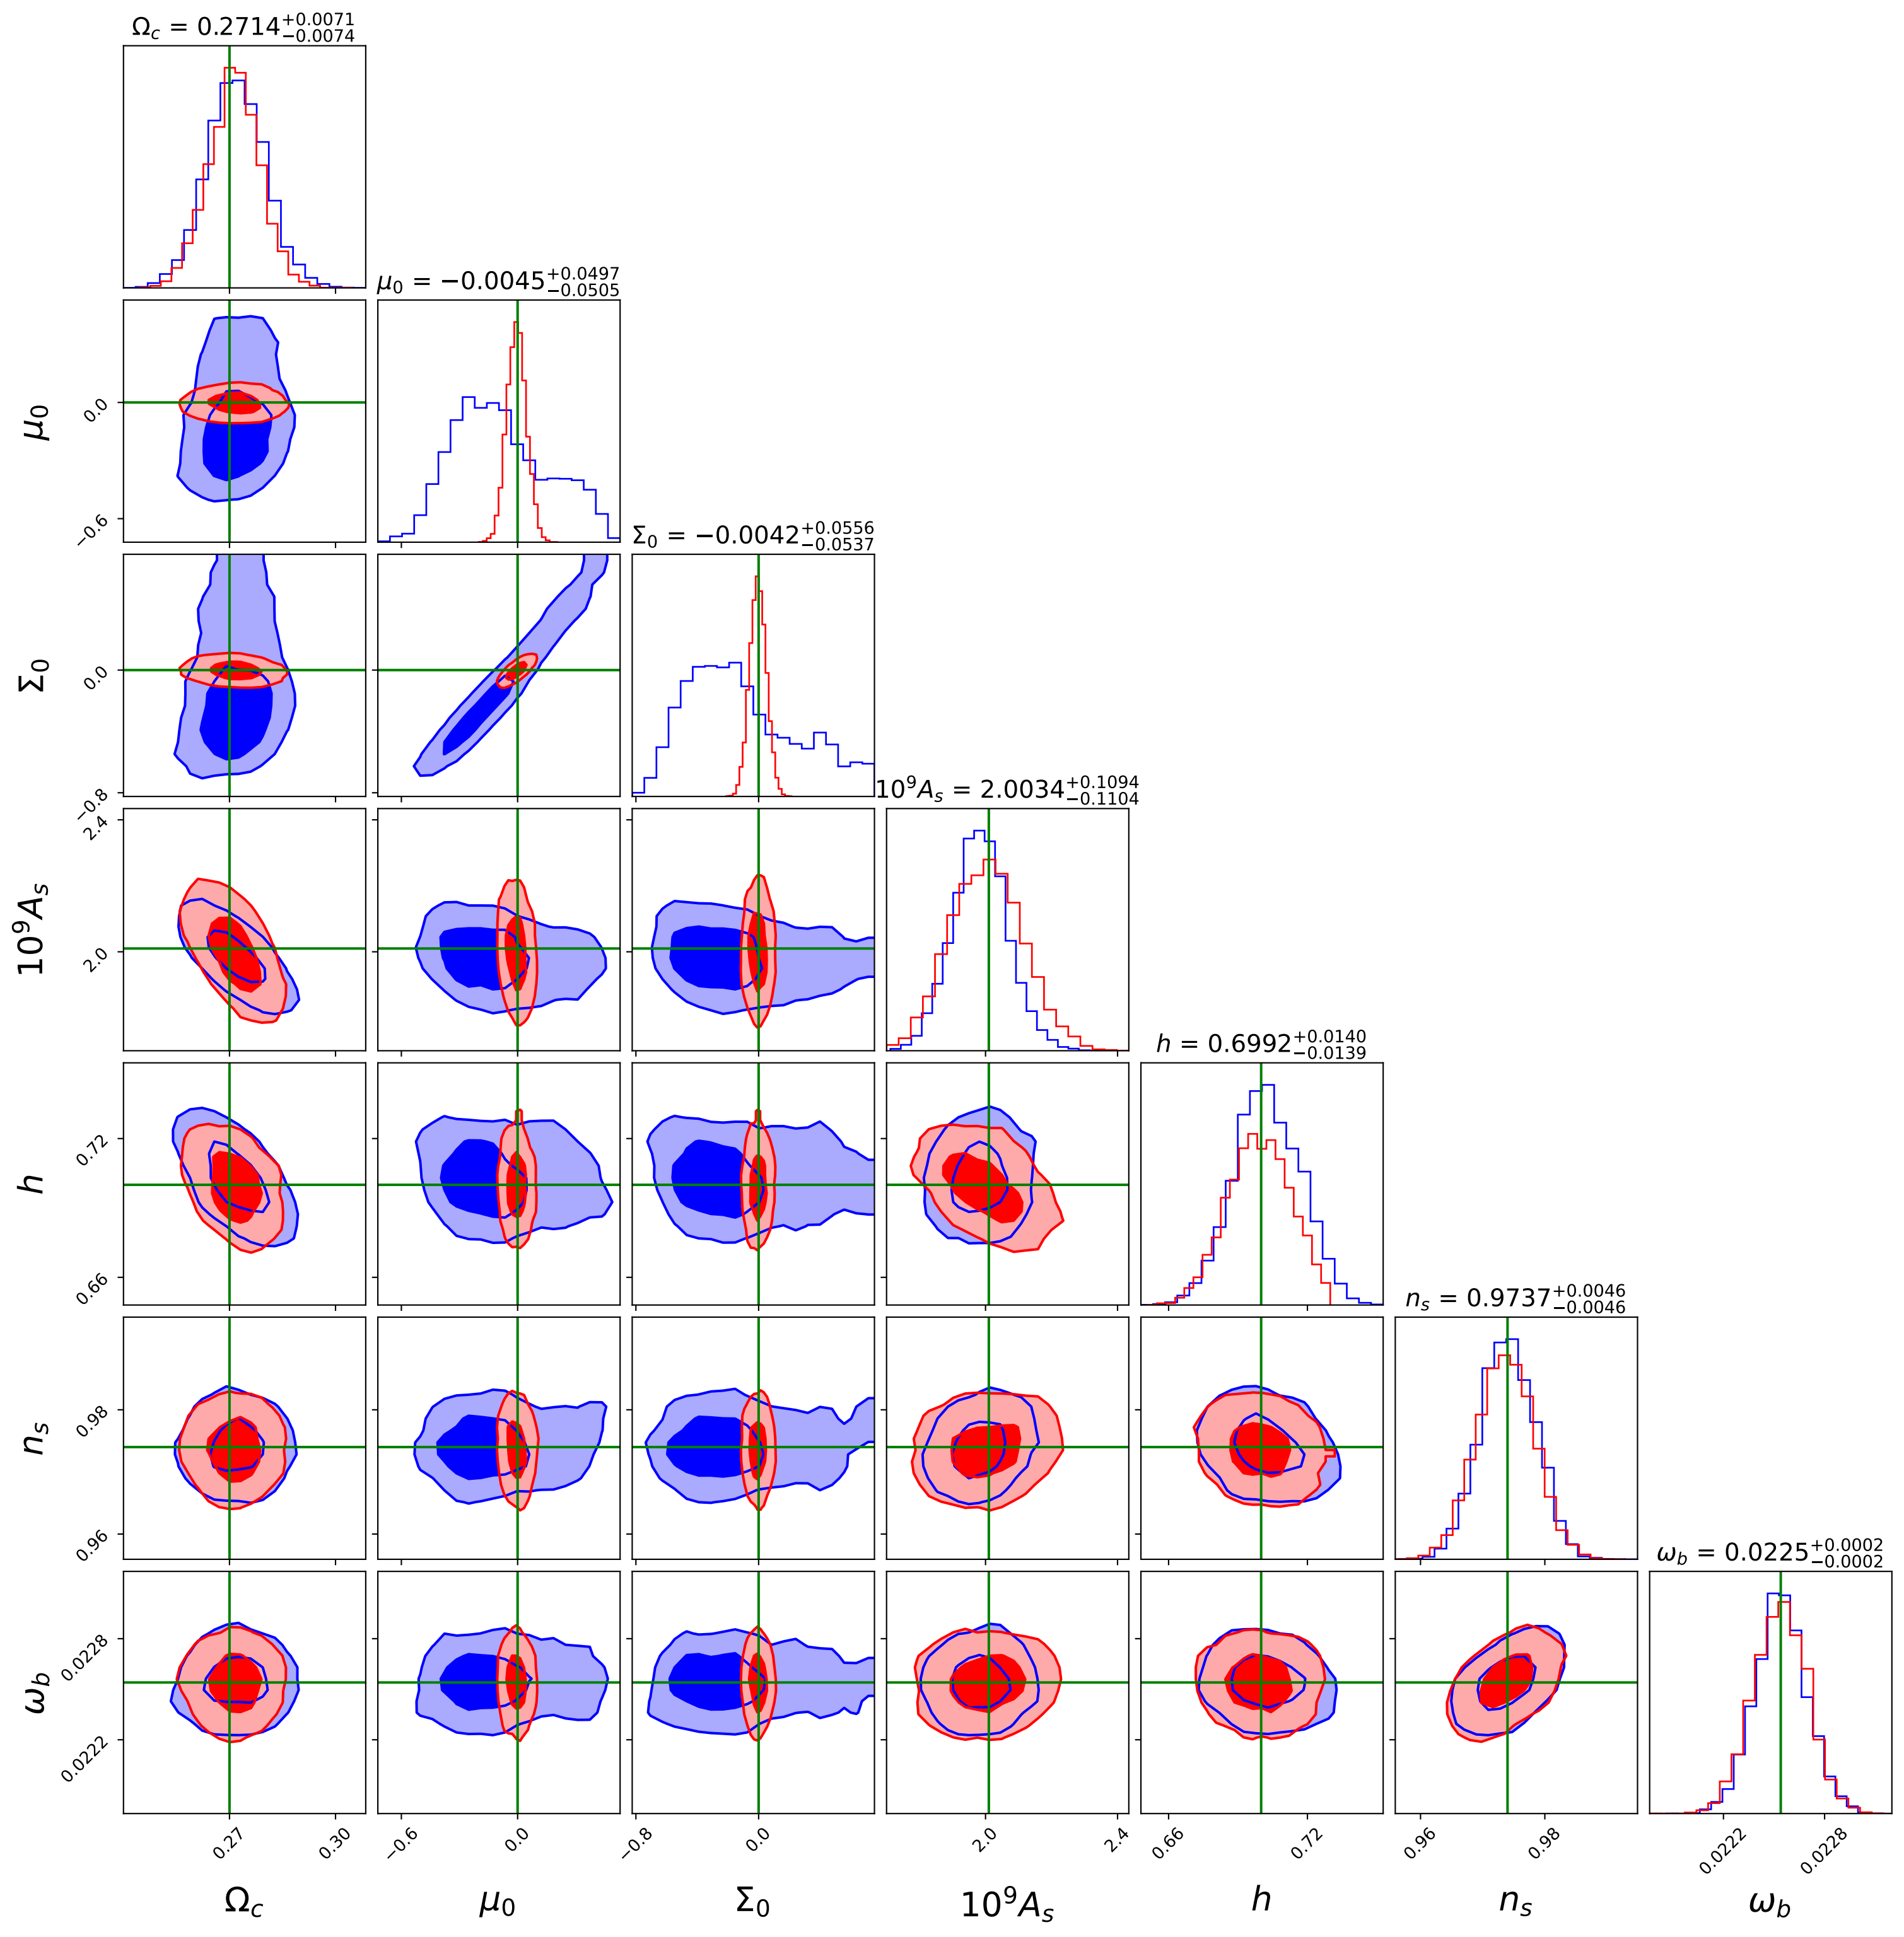 Ω_c = 0.2714^{+0.0071}_{−0.0074}
μ_0 = −0.0045^{+0.0497}_{−0.0505}
μ_0
0.0
−0.6
Σ_0 = −0.0042^{+0.0556}_{−0.0537}
Σ_0
0.0
−0.8
10^9A_s = 2.0034^{+0.1094}_{−0.1104}
10^9A_s
2.4
2.0
h = 0.6992^{+0.0140}_{−0.0139}
h
0.72
0.66
n_s = 0.9737^{+0.0046}_{−0.0046}
n_s
0.98
0.96
ω_b = 0.0225^{+0.0002}_{−0.0002}
ω_b
0.0228
0.0222
0.27 0.30 −0.6 0.0 −0.8 0.0 2.0 2.4 0.66 0.72 0.96 0.98 0.0222 0.0228
Ω_c μ_0 Σ_0 10^9A_s h n_s ω_b